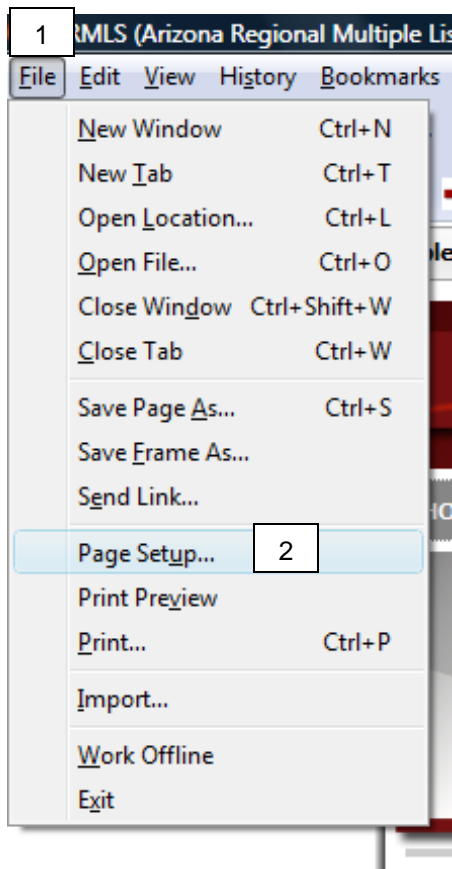 1 RMLS (Arizona Regional Multiple Lis
File Edit View History Bookmarks
New Window Ctrl+N
New Tab Ctrl+T
Open Location... Ctrl+L
Open File... Ctrl+O
Close Window Ctrl+Shift+W
Close Tab Ctrl+W
Save Page As... Ctrl+S
Save Frame As...
Send Link...
Page Setup... 2
Print Preview
Print... Ctrl+P
Import...
Work Offline
Exit